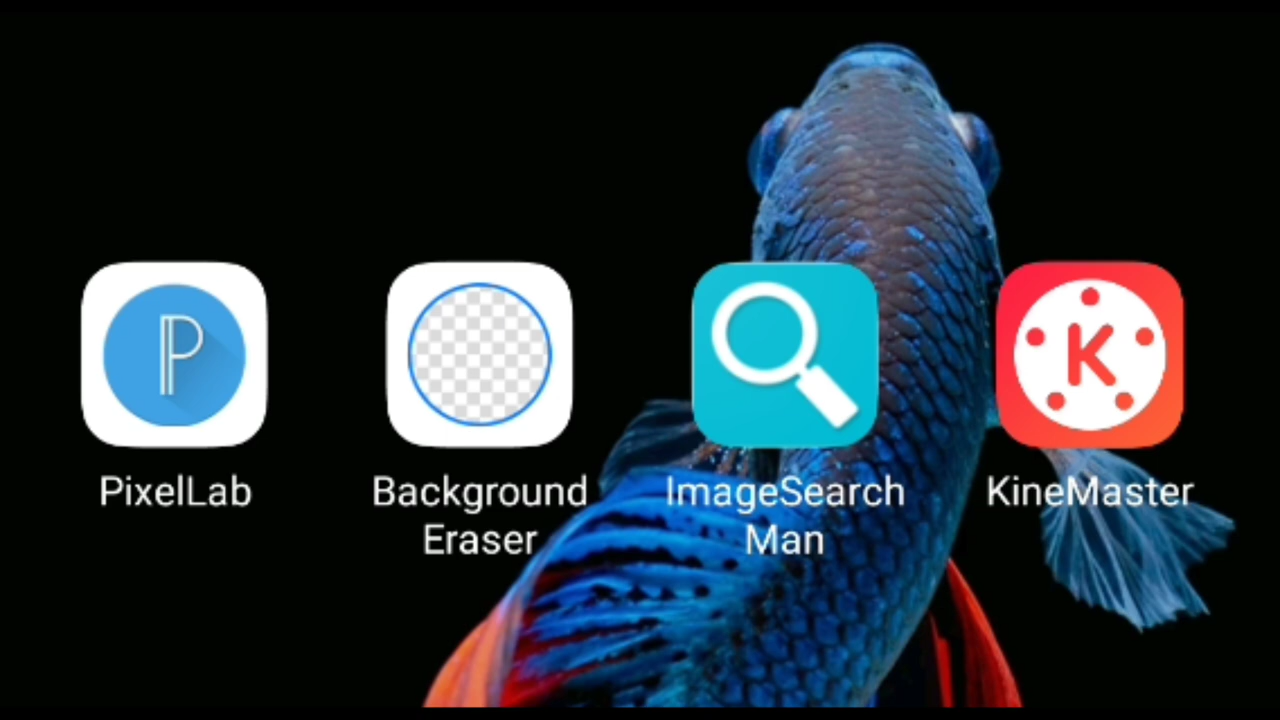 P
K
PixelLab
Background
Eraser
ImageSearch
Man
KineMaster